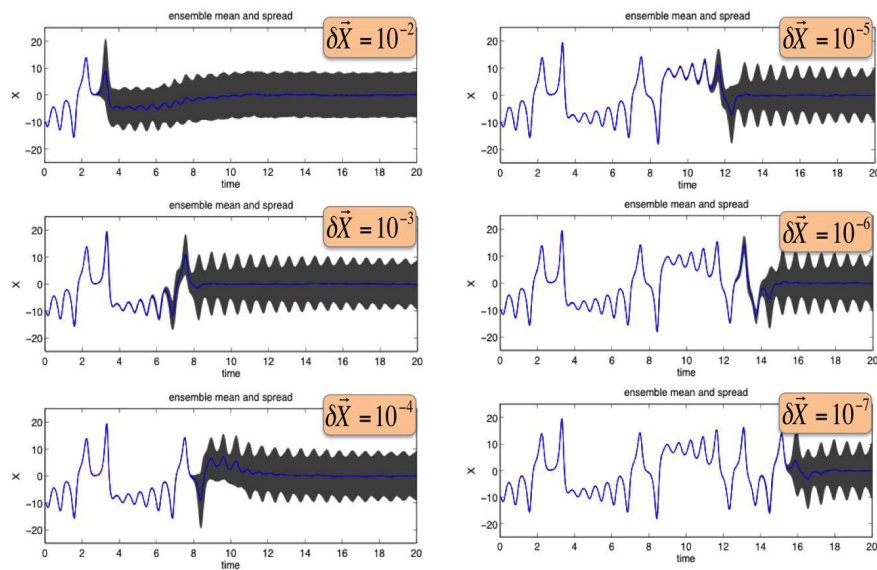 ensemble mean and spread
δX⃗ = 10⁻²
20
10
0
−10
−20
X
0 2 4 6 8 10 12 14 16 18 20
time
ensemble mean and spread
δX⃗ = 10⁻³
20
10
0
−10
−20
X
0 2 4 6 8 10 12 14 16 18 20
time
ensemble mean and spread
δX⃗ = 10⁻⁴
20
10
0
−10
−20
X
0 2 4 6 8 10 12 14 16 18 20
time
ensemble mean and spread
δX⃗ = 10⁻⁵
20
10
0
−10
−20
X
0 2 4 6 8 10 12 14 16 18 20
time
ensemble mean and spread
δX⃗ = 10⁻⁶
20
10
0
−10
−20
X
0 2 4 6 8 10 12 14 16 18 20
time
ensemble mean and spread
δX⃗ = 10⁻⁷
20
10
0
−10
−20
X
0 2 4 6 8 10 12 14 16 18 20
time